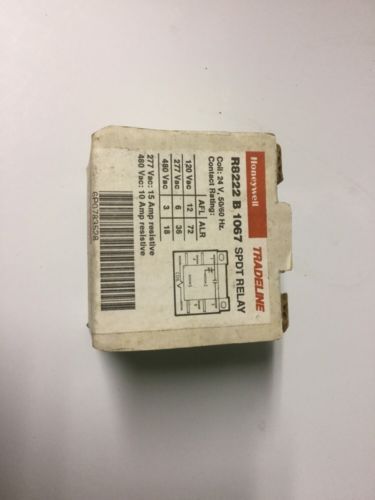 Honeywell
TRADELINE
R8222 B 1067 SPDT RELAY
Coil: 24 V, 50/60 Hz.
Contact Rating:
AFL ALR
120 Vac 12 72
277 Vac 6 36
480 Vac 3 18
277 Vac: 15 Amp resistive
480 Vac: 10 Amp resistive